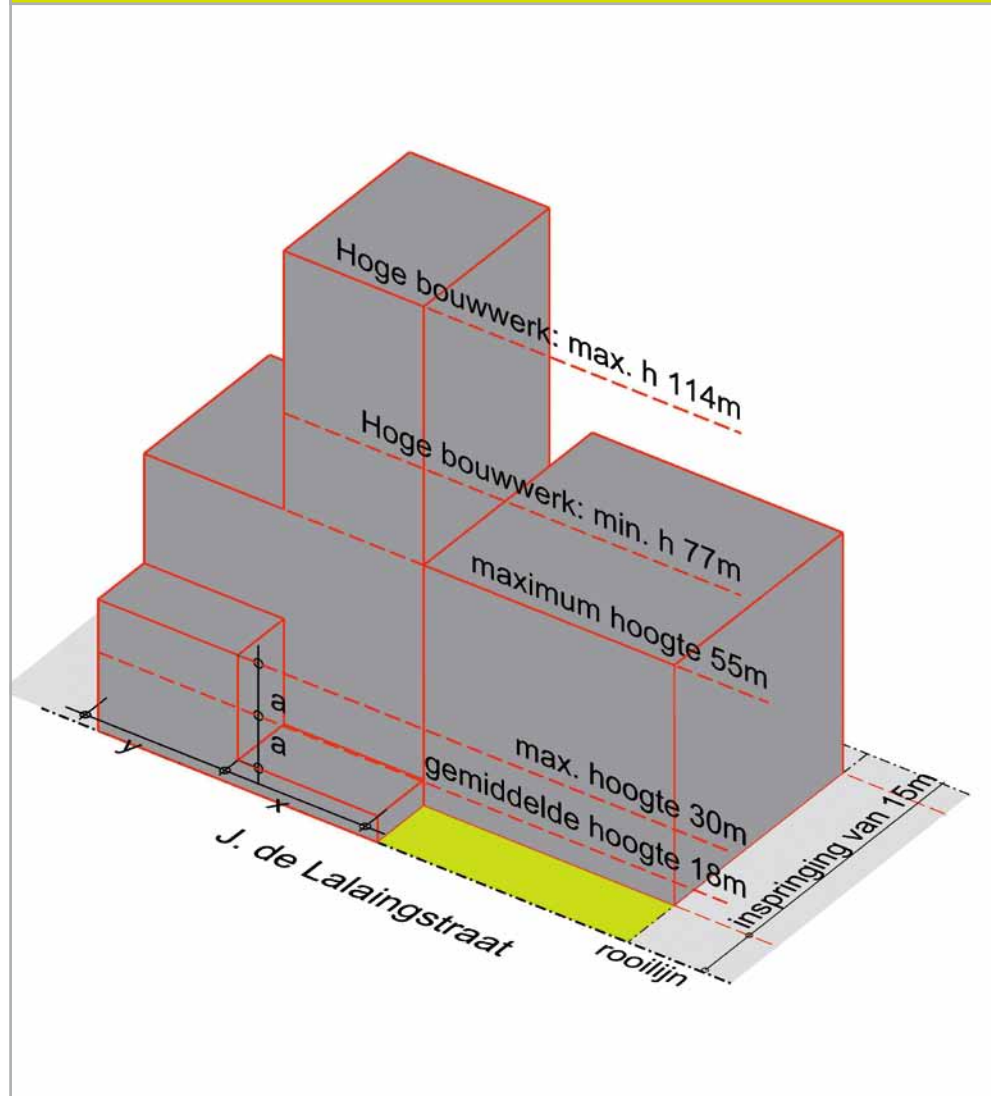 Hoge bouwwerk: max. h 114m
Hoge bouwwerk: min. h 77m
maximum hoogte 55m
a
a
max. hoogte 30m
gemiddelde hoogte 18m
y
x
J. de Lalaingstraat
rooilijn
inspringing van 15m